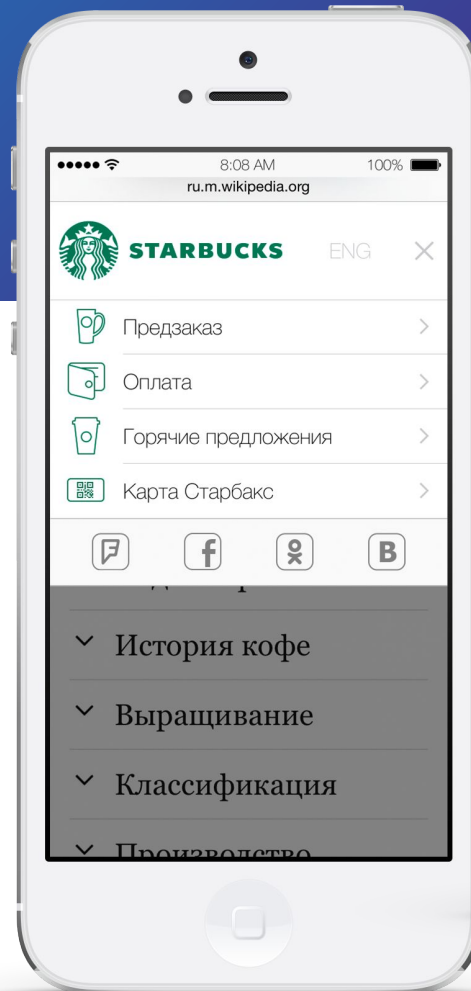 8:08 AM 100%
ru.m.wikipedia.org
STARBUCKS ENG
Предзаказ
Оплата
Горячие предложения
Карта Старбакс
История кофе
Выращивание
Классификация
Производство